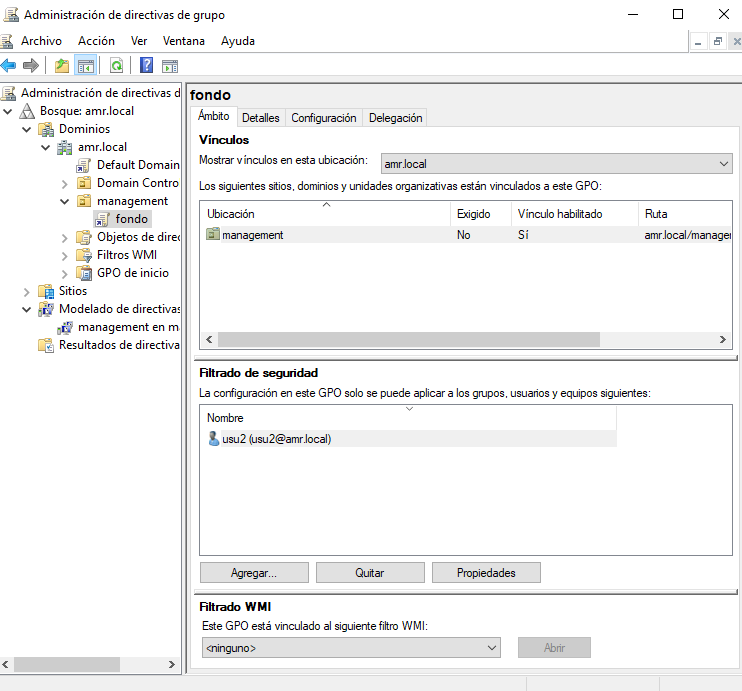 Administración de directivas de grupo
Archivo Acción Ver Ventana Ayuda
Administración de directivas d
Bosque: amr.local
Dominios
amr.local
Default Domain
Domain Contro
management
fondo
Objetos de direc
Filtros WMI
GPO de inicio
Sitios
Modelado de directivas
management en m
Resultados de directiva
fondo
Ámbito Detalles Configuración Delegación
Vínculos
Mostrar vínculos en esta ubicación: amr.local
Los siguientes sitios, dominios y unidades organizativas están vinculados a este GPO:
Ubicación Exigido Vínculo habilitado Ruta
management No Sí amr.local/manager
Filtrado de seguridad
La configuración en este GPO solo se puede aplicar a los grupos, usuarios y equipos siguientes:
Nombre
usu2 (usu2@amr.local)
Agregar... Quitar Propiedades
Filtrado WMI
Este GPO está vinculado al siguiente filtro WMI:
<ninguno> Abrir